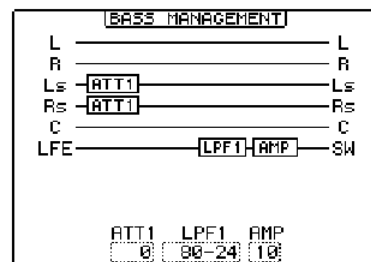 BASS MANAGEMENT
L L
R R
Ls ATT1 Ls
Rs ATT1 Rs
C C
LFE LPF1 AMP SW
ATT1 LPF1 AMP
0 80-24 10